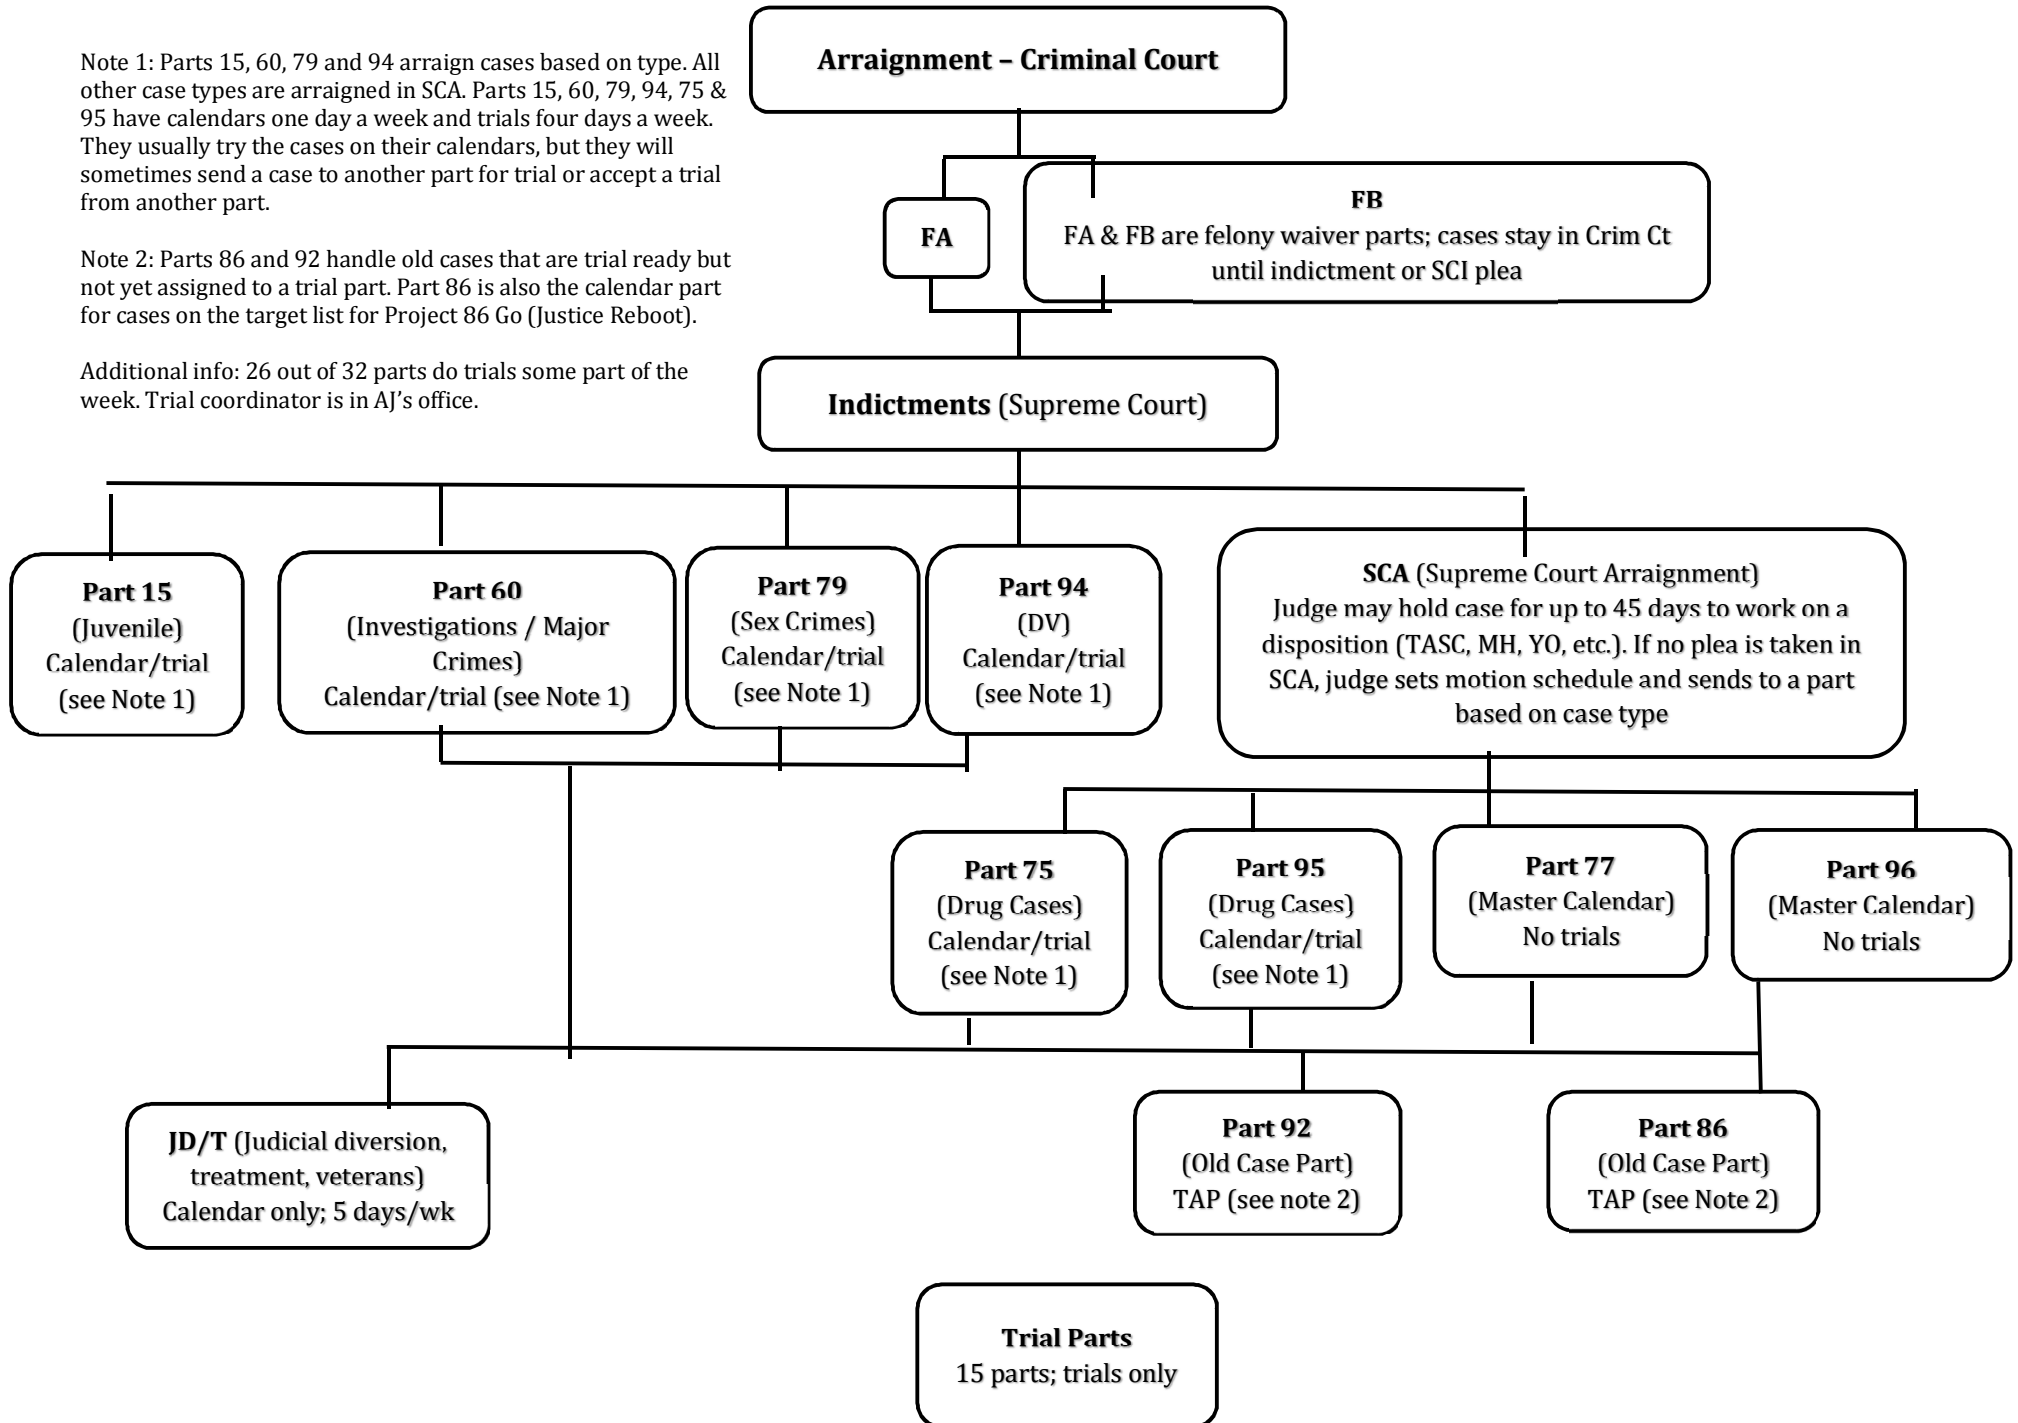 Note 1: Parts 15, 60, 79 and 94 arraign cases based on type. All
other case types are arraigned in SCA. Parts 15, 60, 79, 94, 75 &
95 have calendars one day a week and trials four days a week.
They usually try the cases on their calendars, but they will
sometimes send a case to another part for trial or accept a trial
from another part.
Note 2: Parts 86 and 92 handle old cases that are trial ready but
not yet assigned to a trial part. Part 86 is also the calendar part
for cases on the target list for Project 86 Go (Justice Reboot).
Additional info: 26 out of 32 parts do trials some part of the
week. Trial coordinator is in AJ's office.
Arraignment – Criminal Court
FA
FB
FA & FB are felony waiver parts; cases stay in Crim Ct
until indictment or SCI plea
Indictments (Supreme Court)
Part 15
(Juvenile)
Calendar/trial
(see Note 1)
Part 60
(Investigations / Major
Crimes)
Calendar/trial (see Note 1)
Part 79
(Sex Crimes)
Calendar/trial
(see Note 1)
Part 94
(DV)
Calendar/trial
(see Note 1)
SCA (Supreme Court Arraignment)
Judge may hold case for up to 45 days to work on a
disposition (TASC, MH, YO, etc.). If no plea is taken in
SCA, judge sets motion schedule and sends to a part
based on case type
Part 75
(Drug Cases)
Calendar/trial
(see Note 1)
Part 95
(Drug Cases)
Calendar/trial
(see Note 1)
Part 77
(Master Calendar)
No trials
Part 96
(Master Calendar)
No trials
JD/T (Judicial diversion,
treatment, veterans)
Calendar only; 5 days/wk
Part 92
(Old Case Part)
TAP (see note 2)
Part 86
(Old Case Part)
TAP (see Note 2)
Trial Parts
15 parts; trials only